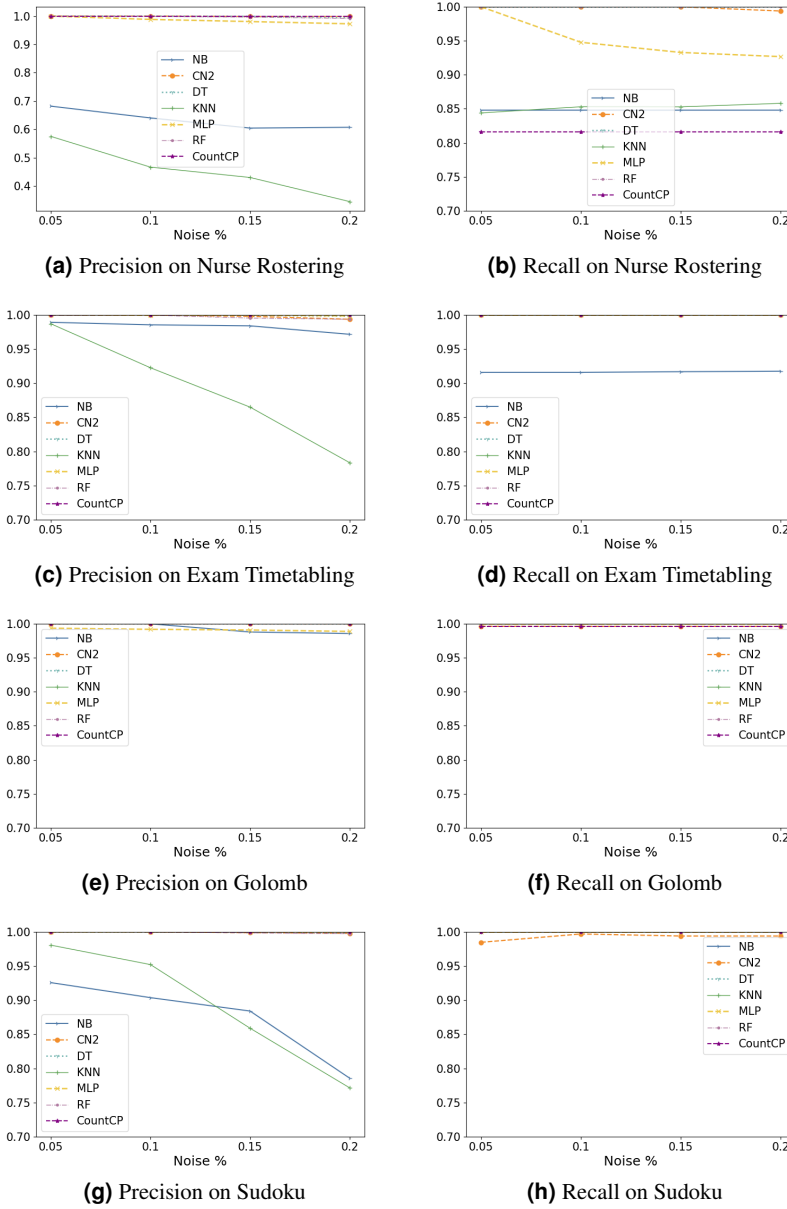 1.0
0.9
0.8
0.7
0.6
0.5
0.4
NB
CN2
DT
KNN
MLP
RF
CountCP
0.05 0.1 0.15 0.2
Noise %
(a) Precision on Nurse Rostering
1.00
0.95
0.90
0.85
0.80
0.75
0.70
NB
CN2
DT
KNN
MLP
RF
CountCP
0.05 0.1 0.15 0.2
Noise %
(b) Recall on Nurse Rostering
1.00
0.95
0.90
0.85
0.80
0.75
0.70
NB
CN2
DT
KNN
MLP
RF
CountCP
0.05 0.1 0.15 0.2
Noise %
(c) Precision on Exam Timetabling
1.00
0.95
0.90
0.85
0.80
0.75
0.70
NB
CN2
DT
KNN
MLP
RF
CountCP
0.05 0.1 0.15 0.2
Noise %
(d) Recall on Exam Timetabling
1.00
0.95
0.90
0.85
0.80
0.75
0.70
NB
CN2
DT
KNN
MLP
RF
CountCP
0.05 0.1 0.15 0.2
Noise %
(e) Precision on Golomb
1.00
0.95
0.90
0.85
0.80
0.75
0.70
NB
CN2
DT
KNN
MLP
RF
CountCP
0.05 0.1 0.15 0.2
Noise %
(f) Recall on Golomb
1.00
0.95
0.90
0.85
0.80
0.75
0.70
NB
CN2
DT
KNN
MLP
RF
CountCP
0.05 0.1 0.15 0.2
Noise %
(g) Precision on Sudoku
1.00
0.95
0.90
0.85
0.80
0.75
0.70
NB
CN2
DT
KNN
MLP
RF
CountCP
0.05 0.1 0.15 0.2
Noise %
(h) Recall on Sudoku